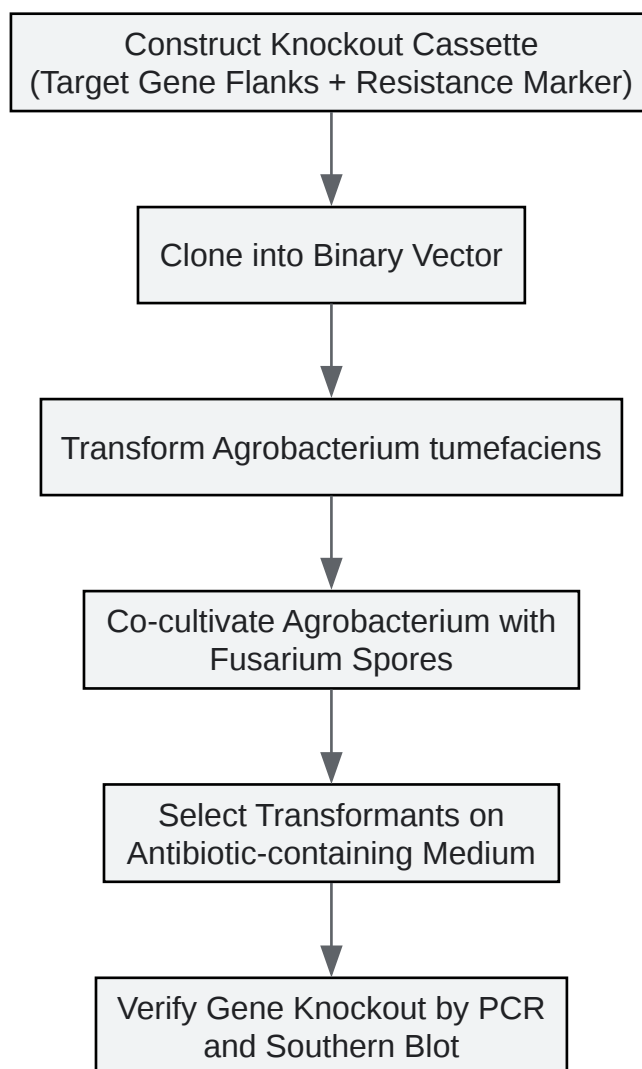 Construct Knockout Cassette
(Target Gene Flanks + Resistance Marker)
Clone into Binary Vector
Transform Agrobacterium tumefaciens
Co-cultivate Agrobacterium with
Fusarium Spores
Select Transformants on
Antibiotic-containing Medium
Verify Gene Knockout by PCR
and Southern Blot